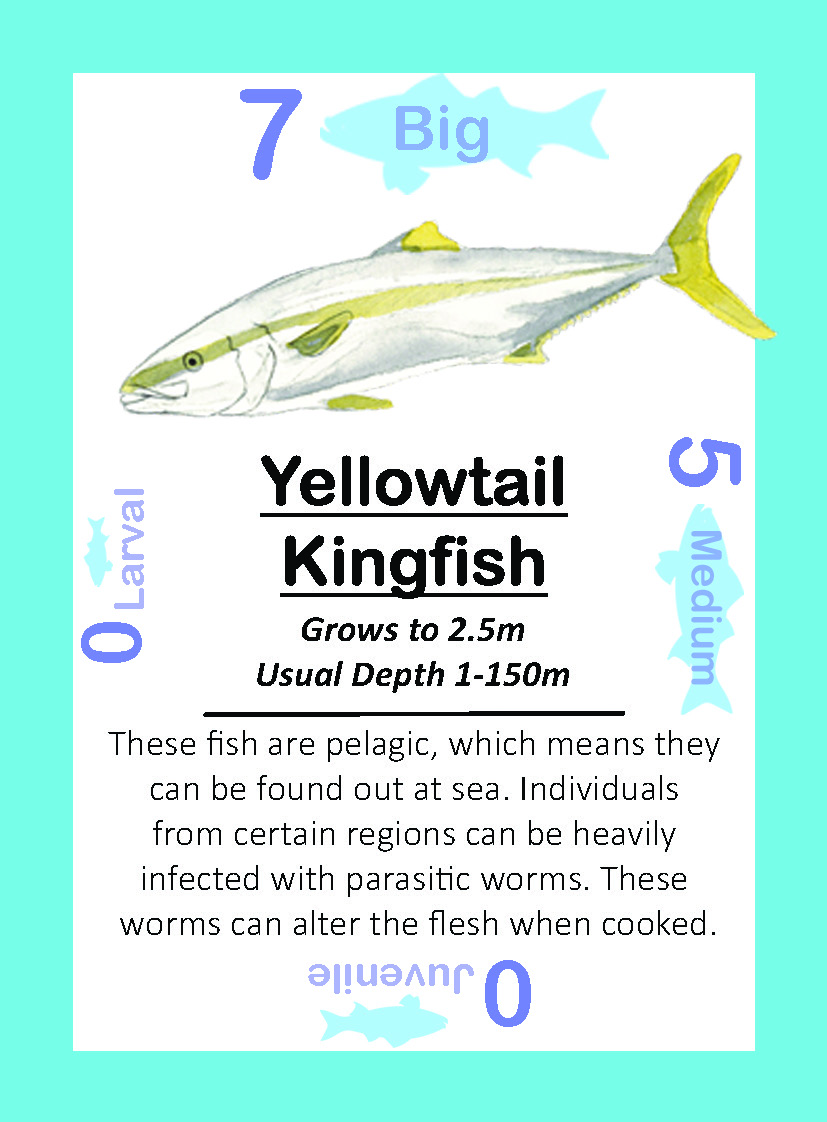 7 Big
Yellowtail
Kingfish
Grows to 2.5m
Usual Depth 1-150m
5 Medium
0 Larval
These fish are pelagic, which means they
can be found out at sea. Individuals
from certain regions can be heavily
infected with parasitic worms. These
worms can alter the flesh when cooked.
0 Juvenile